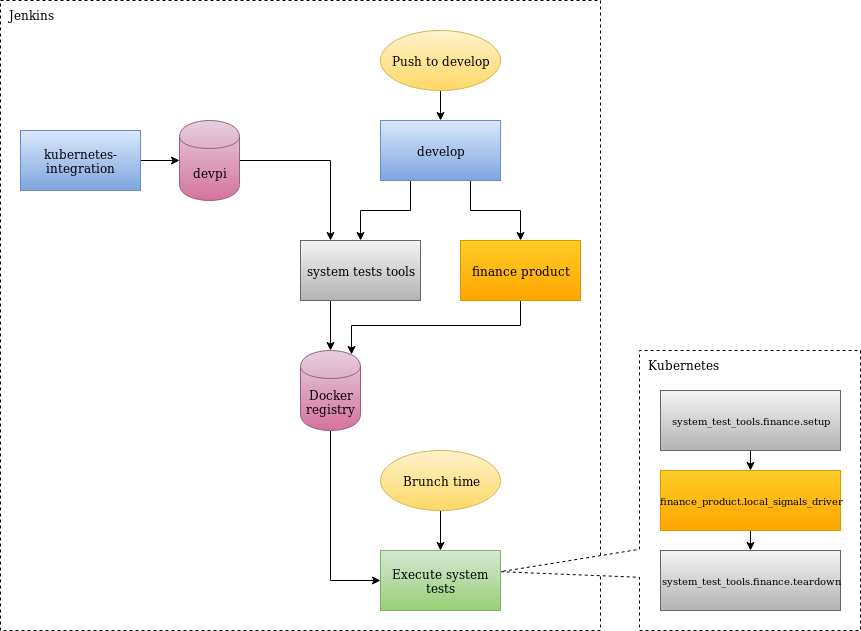 Jenkins
Push to develop
kubernetes-
integration
devpi
develop
system tests tools
finance product
Docker
registry
Kubernetes
system_test_tools.finance.setup
Brunch time
finance_product.local_signals_driver
Execute system
tests
system_test_tools.finance.teardown